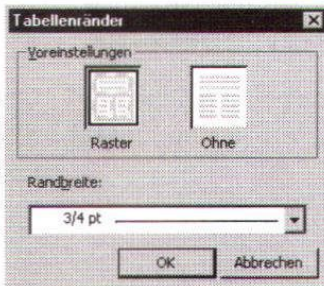 Tabellenränder
Voreinstellungen
Raster
Ohne
Randbreite:
3/4 pt
OK
Abbrechen